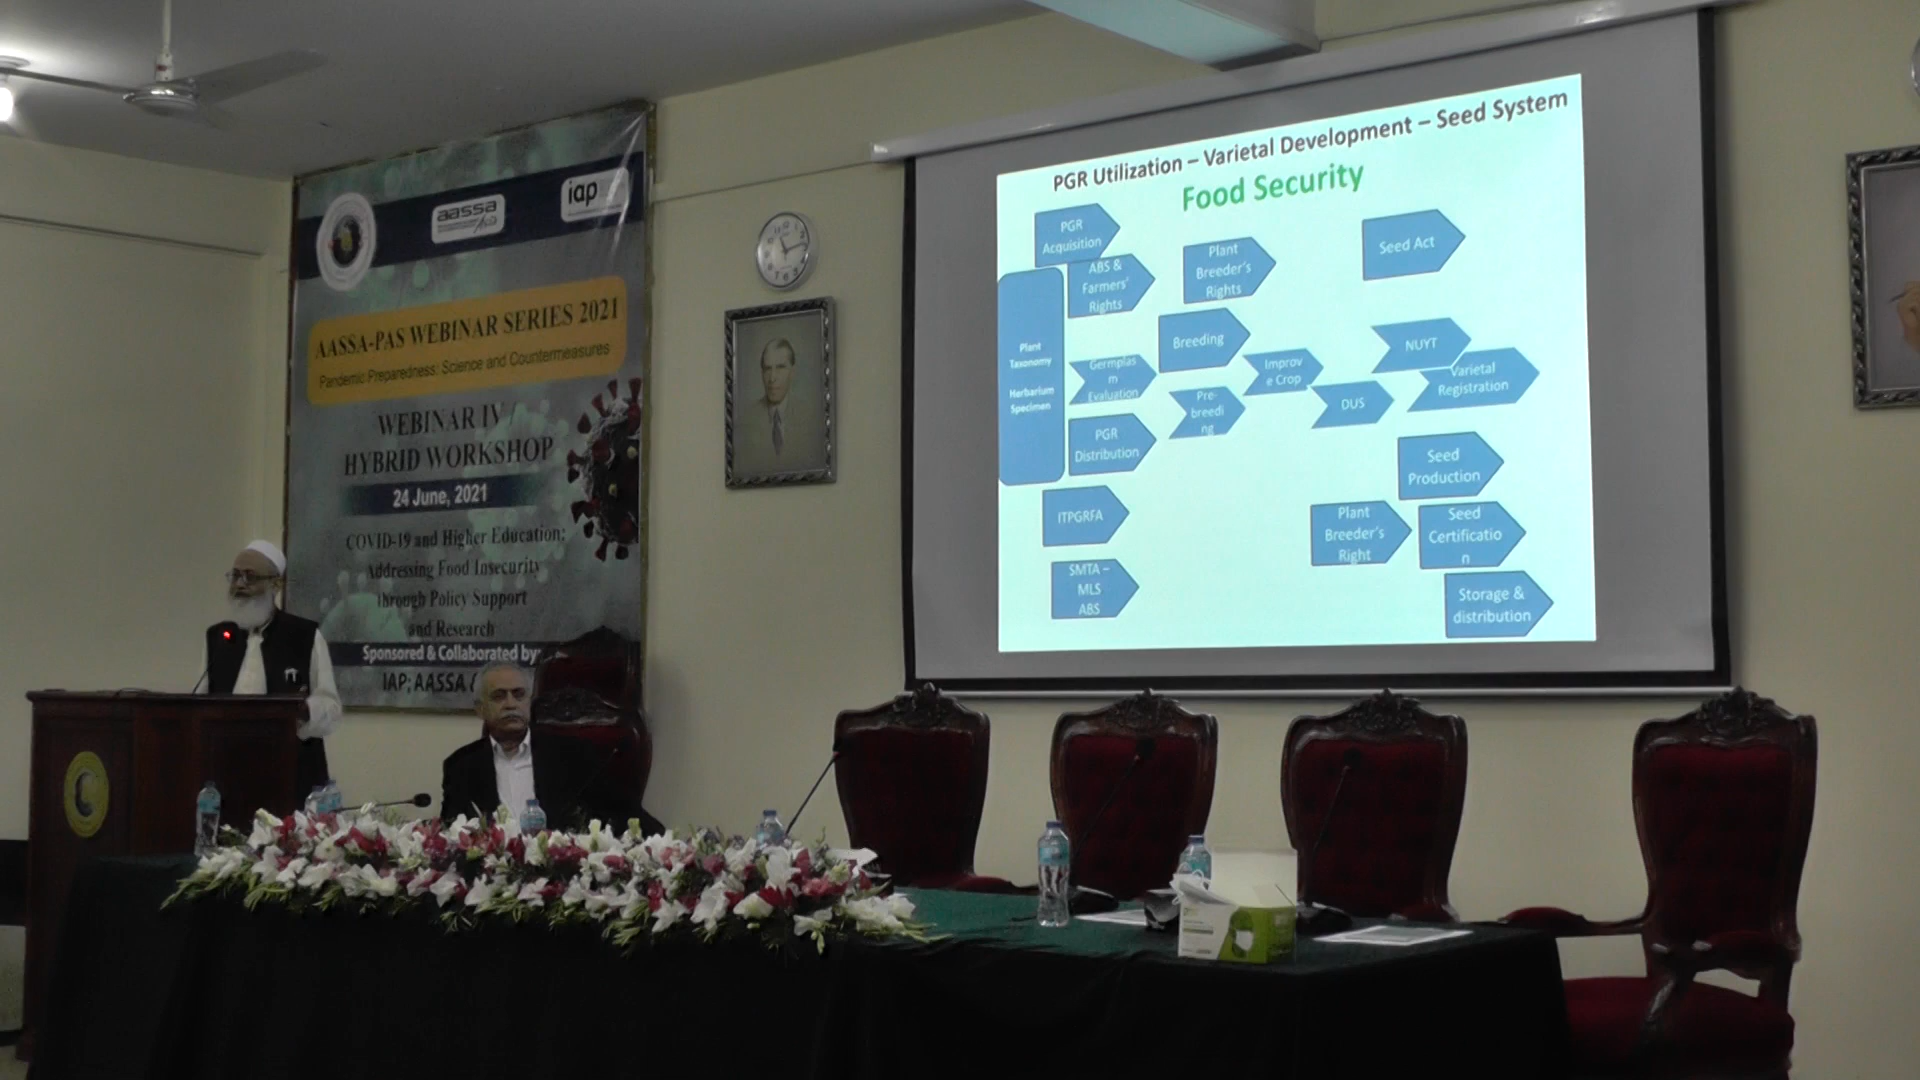 aassa
iap
AASSA-PAS WEBINAR SERIES 2021
Pandemic Preparedness: Science and Countermeasures
WEBINAR IV
HYBRID WORKSHOP
24 June, 2021
COVID-19 and Higher Education:
Addressing Food Insecurity
through Policy Support
and Research
Sponsored & Collaborated by:
IAP; AASSA &
PGR Utilization – Varietal Development – Seed System
Food Security
PGR
Acquisition
ABS &
Farmers'
Rights
Plant
Taxonomy
Herbarium
Specimen
Germplas
m
Evaluation
PGR
Distribution
ITPGRFA
SMTA –
MLS
ABS
Plant
Breeder's
Rights
Breeding
Pre-
breedi
ng
Improv
e Crop
DUS
Seed Act
NUYT
Varietal
Registration
Seed
Production
Plant
Breeder's
Right
Seed
Certificatio
n
Storage &
distribution